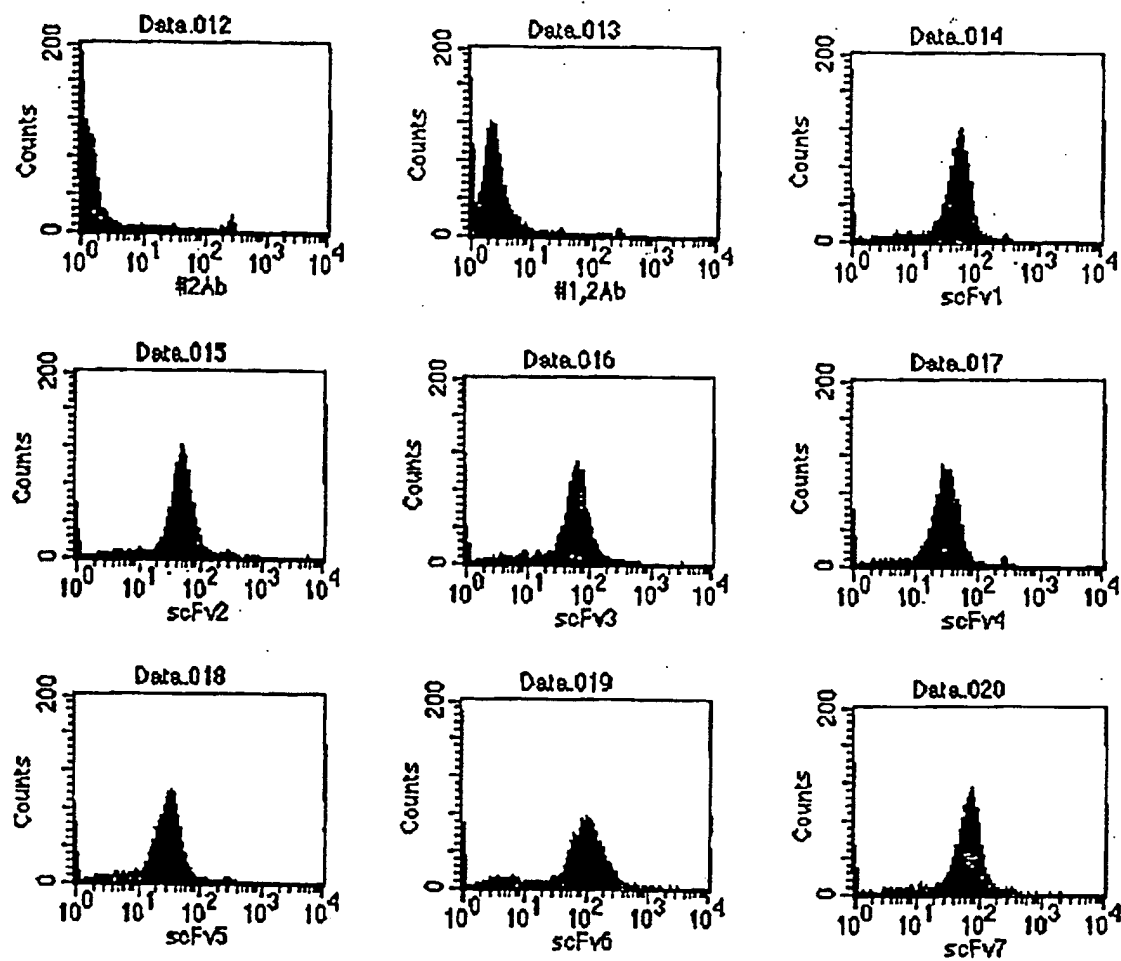 Data.012
200
Counts
0
10^0 10^1 10^2 10^3 10^4
#2Ab
Data.013
200
Counts
0
10^0 10^1 10^2 10^3 10^4
#1,2Ab
Data.014
200
Counts
0
10^0 10^1 10^2 10^3 10^4
scFv1
Data.015
200
Counts
0
10^0 10^1 10^2 10^3 10^4
scFv2
Data.016
200
Counts
0
10^0 10^1 10^2 10^3 10^4
scFv3
Data.017
200
Counts
0
10^0 10^1 10^2 10^3 10^4
scFv4
Data.018
200
Counts
0
10^0 10^1 10^2 10^3 10^4
scFv5
Data.019
200
Counts
0
10^0 10^1 10^2 10^3 10^4
scFv6
Data.020
200
Counts
0
10^0 10^1 10^2 10^3 10^4
scFv7